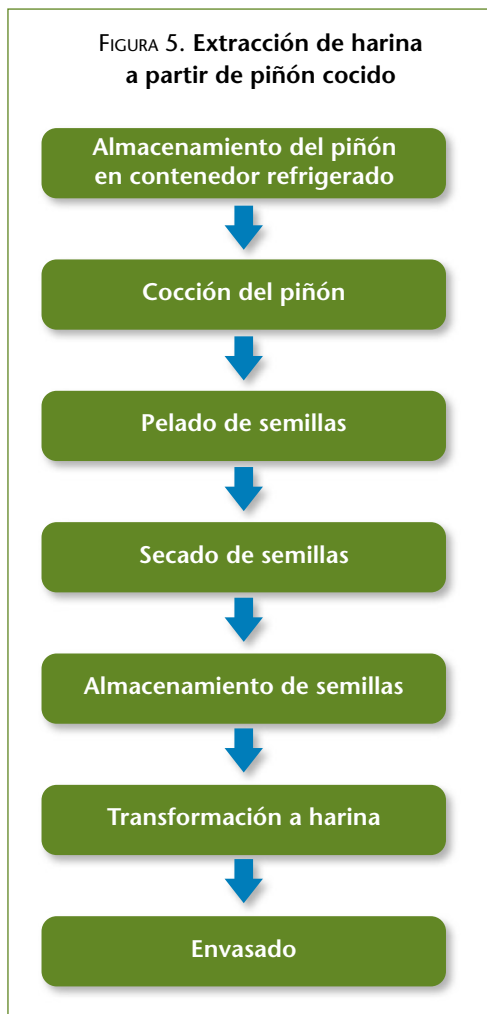 FIGURA 5. Extracción de harina
a partir de piñón cocido
Almacenamiento del piñón
en contenedor refrigerado
Cocción del piñón
Pelado de semillas
Secado de semillas
Almacenamiento de semillas
Transformación a harina
Envasado